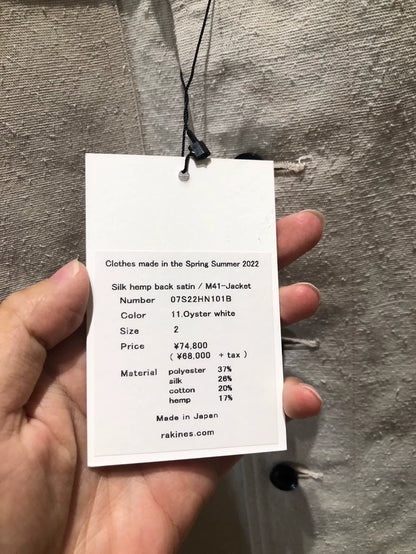 Clothes made in the Spring Summer 2022
Silk hemp back satin / M41-Jacket
Number 07S22HN101B
Color 11.Oyster white
Size 2
Price ¥74,800
( ¥68,000 + tax )
Material polyester 37%
silk 26%
cotton 20%
hemp 17%
Made in Japan
rakines.com